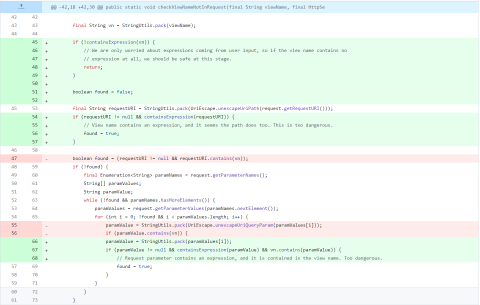 @@ -42,18 +42,30 @@ public static void checkViewNameNotInRequest(final String viewName, final HttpSe
42 42
43 43 final String vn = StringUtils.pack(viewName);
44 44
45 + if (!containsExpression(vn)) {
46 + // We are only worried about expressions coming from user input, so if the view name contains no
47 + // expression at all, we should be safe at this stage.
48 + return;
49 + }
50 +
51 + boolean found = false;
52 +
45 53 final String requestURI = StringUtils.pack(UriEscape.unescapeUriPath(request.getRequestURI()));
54 + if (requestURI != null && containsExpression(requestURI)) {
55 + // View name contains an expression, and it seems the path does too. This is too dangerous.
56 + found = true;
57 + }
46 58
47 - boolean found = (requestURI != null && requestURI.contains(vn));
48 59 if (!found) {
49 60 final Enumeration<String> paramNames = request.getParameterNames();
50 61 String[] paramValues;
51 62 String paramValue;
52 63 while (!found && paramNames.hasMoreElements()) {
53 64 paramValues = request.getParameterValues(paramNames.nextElement());
54 65 for (int i = 0; !found && i < paramValues.length; i++) {
55 - paramValue = StringUtils.pack(UriEscape.unescapeUriQueryParam(paramValues[i]));
56 - if (paramValue.contains(vn)) {
66 + paramValue = StringUtils.pack(paramValues[i]);
67 + if (paramValue != null && containsExpression(paramValue) && vn.contains(paramValue)) {
68 + // Request parameter contains an expression, and it is contained in the view name. Too dangerous.
57 69 found = true;
58 70 }
59 71 }
60 72 }
61 73 }